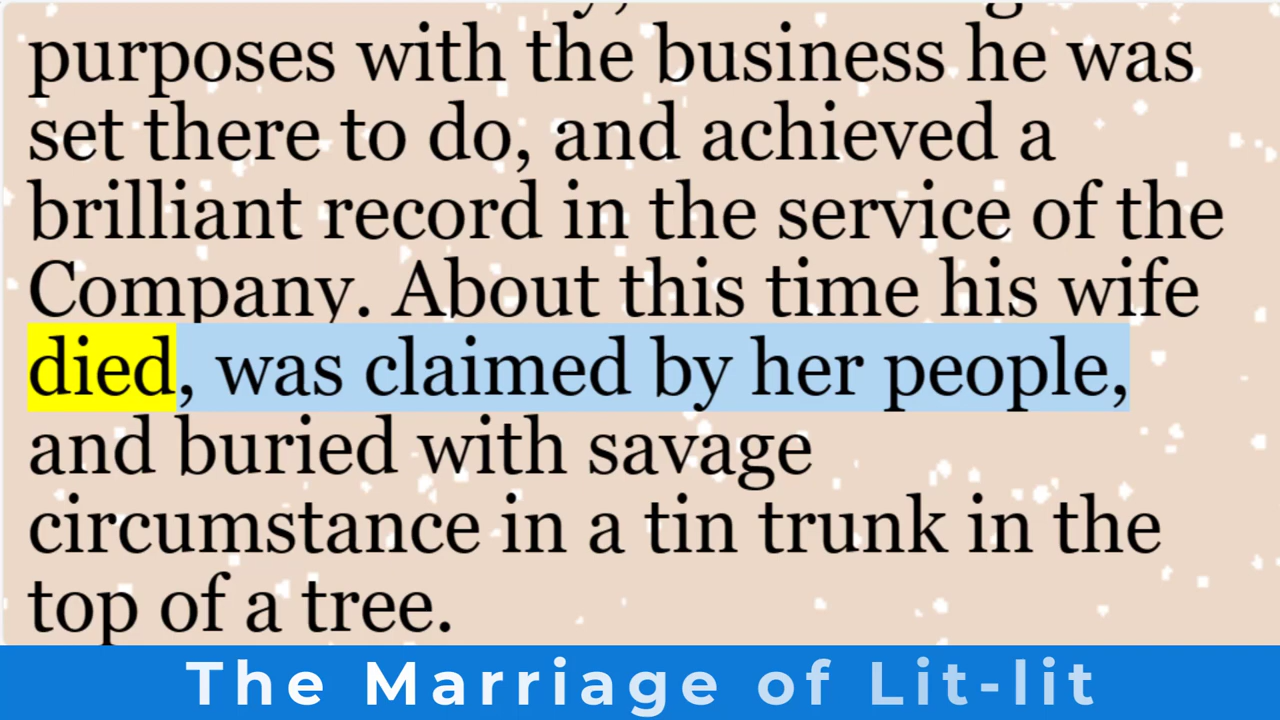 purposes with the business he was
set there to do, and achieved a
brilliant record in the service of the
Company. About this time his wife
died, was claimed by her people,
and buried with savage
circumstance in a tin trunk in the
top of a tree.
The Marriage of Lit-lit